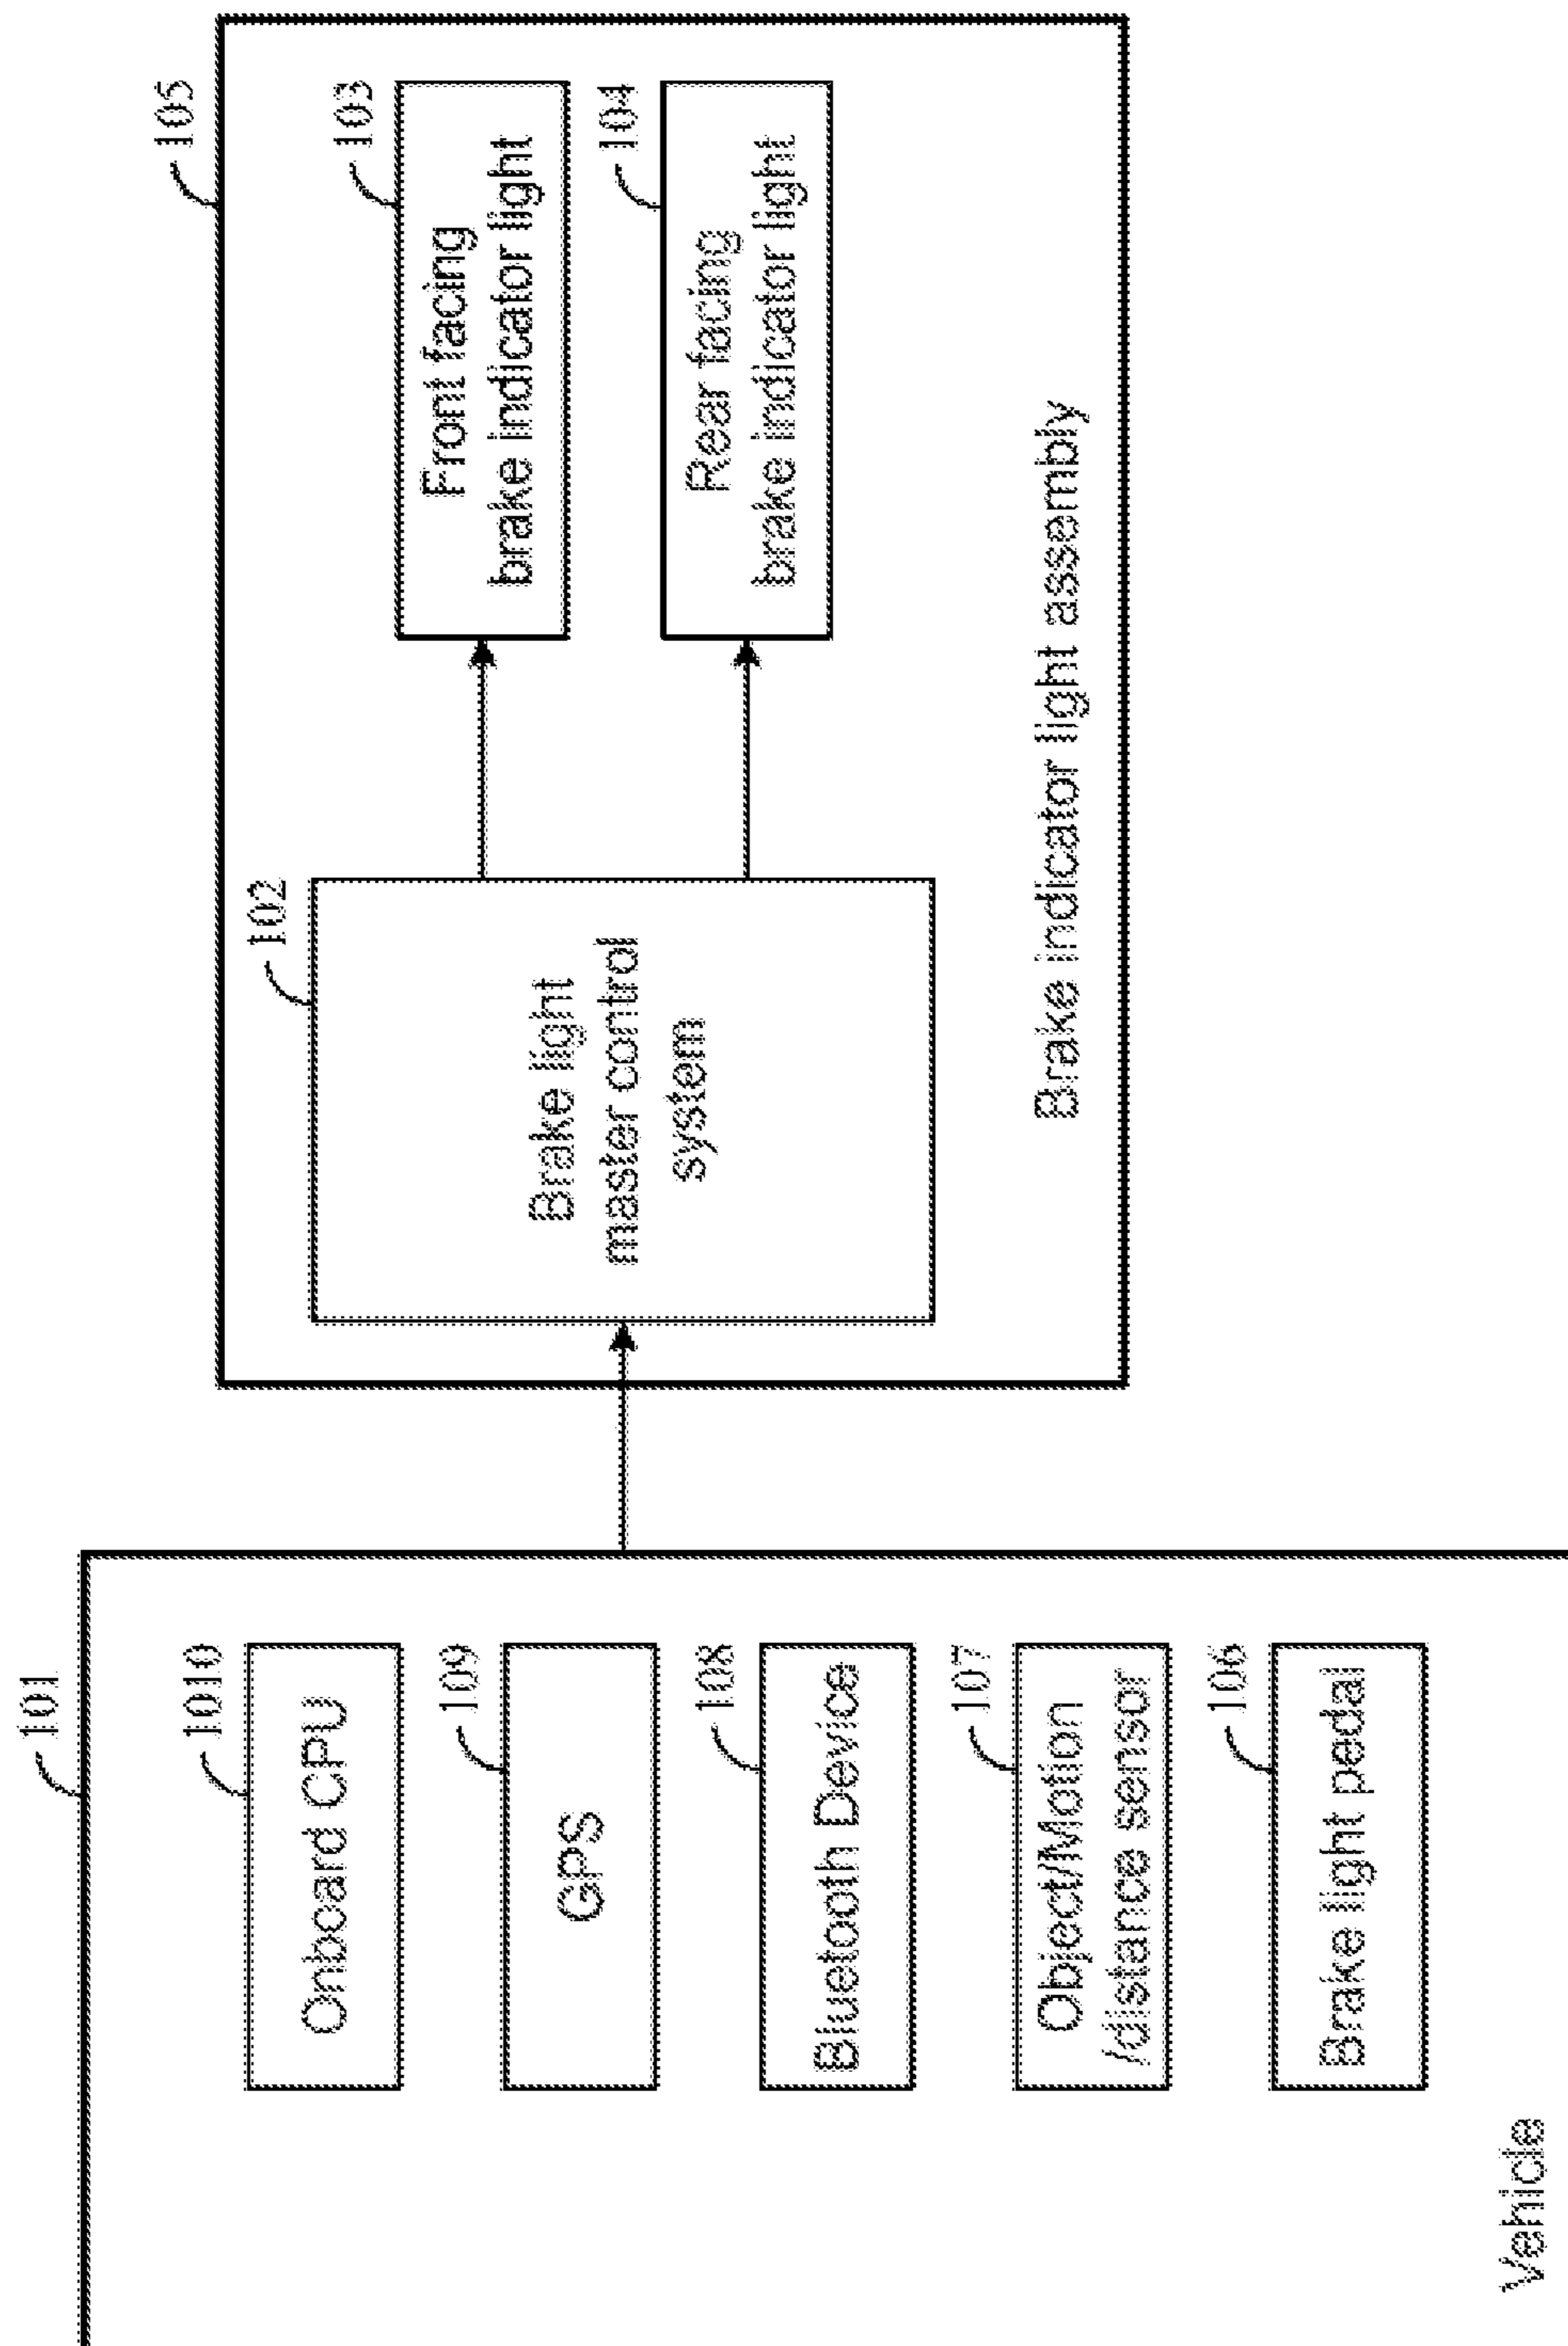 101
1010
Onboard CPU
109
GPS
108
Bluetooth Device
107
Object/Motion
/distance sensor
106
Brake light pedal
Vehicle
105
102
Brake light
master control
system
103
Front facing
brake indicator light
104
Rear facing
brake indicator light
Brake indicator light assembly